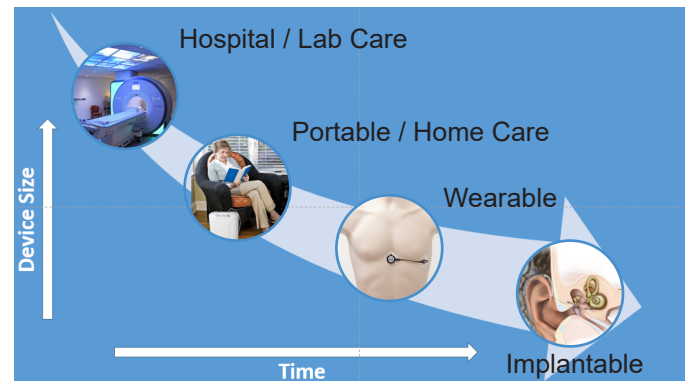 Hospital / Lab Care
Portable / Home Care
Wearable
Implantable
Device Size
Time